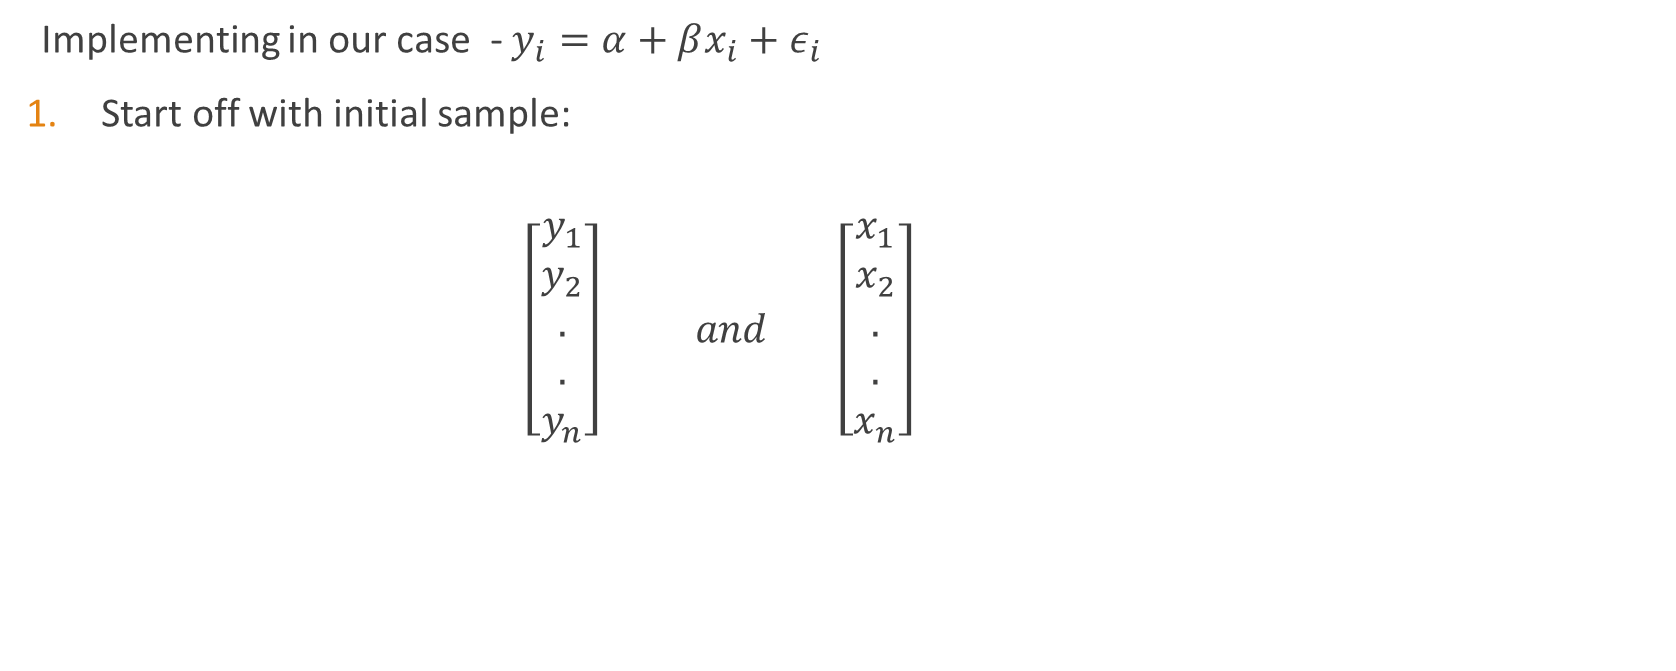 Implementing in our case - yᵢ = α + βxᵢ + ϵᵢ
1. Start off with initial sample:
[y₁ y₂ . . yₙ] and [x₁ x₂ . . xₙ]